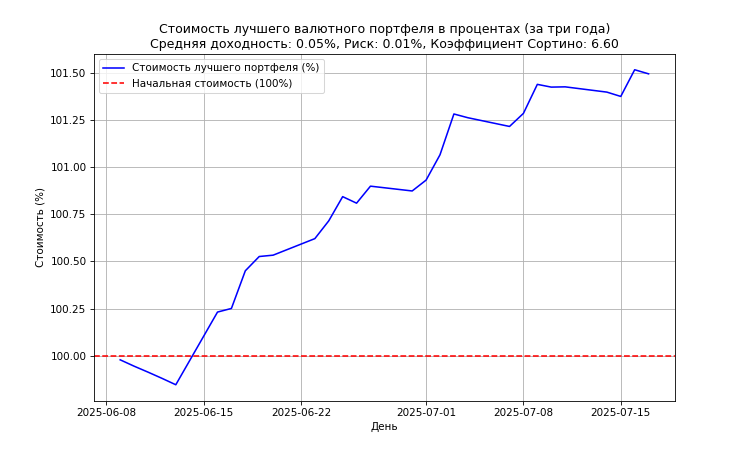 Стоимость лучшего валютного портфеля в процентах (за три года)
Средняя доходность: 0.05%, Риск: 0.01%, Коэффициент Сортино: 6.60
Стоимость лучшего портфеля (%)
Начальная стоимость (100%)
Стоимость (%)
101.50
101.25
101.00
100.75
100.50
100.25
100.00
2025-06-08
2025-06-15
2025-06-22
2025-07-01
2025-07-08
2025-07-15
День